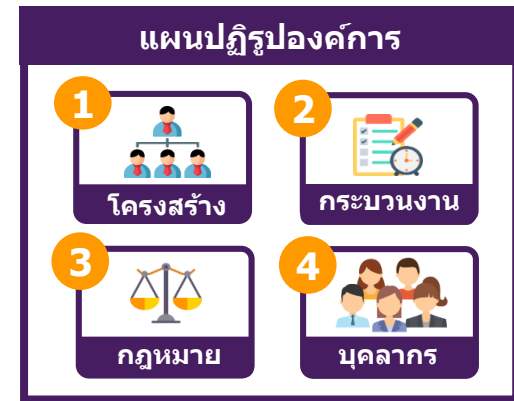 แผนปฏิรูปองค์การ
1
โครงสร้าง
2
กระบวนงาน
3
กฎหมาย
4
บุคลากร